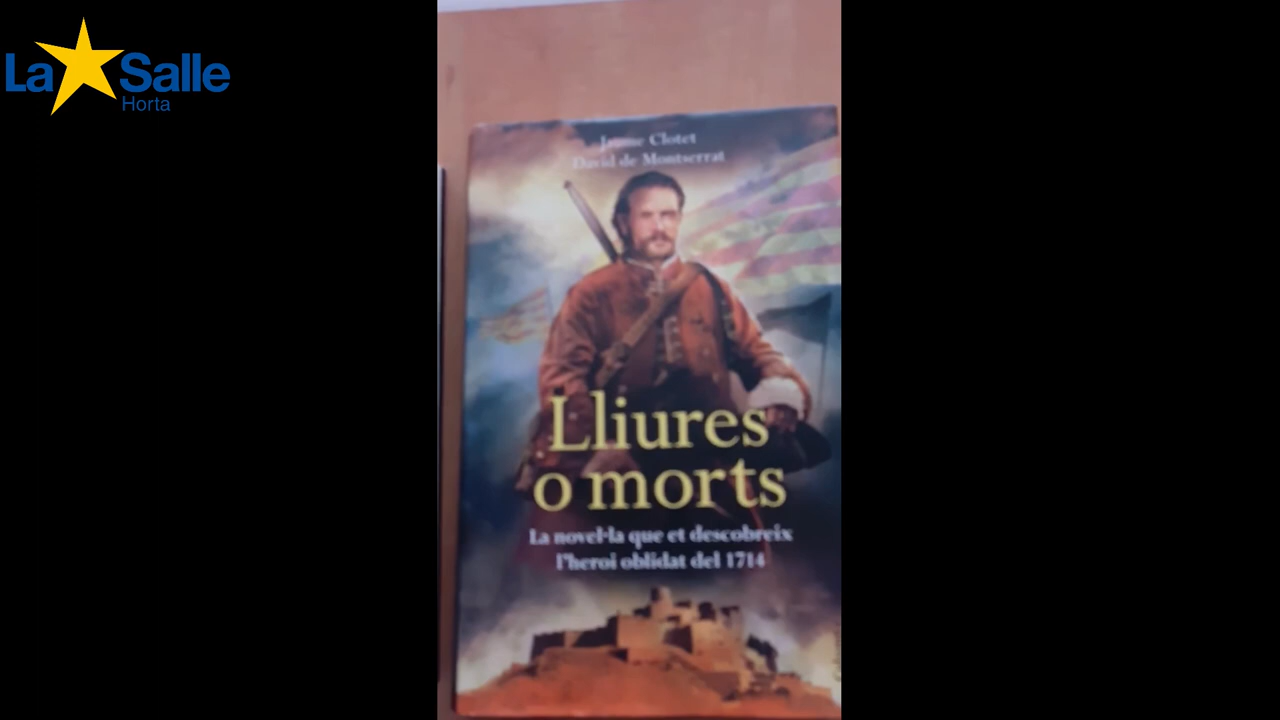 La Salle
Horta
Jaume Clotet
David de Montserrat
Lliures
o morts
La novel·la que et descobreix
l'heroi oblidat del 1714